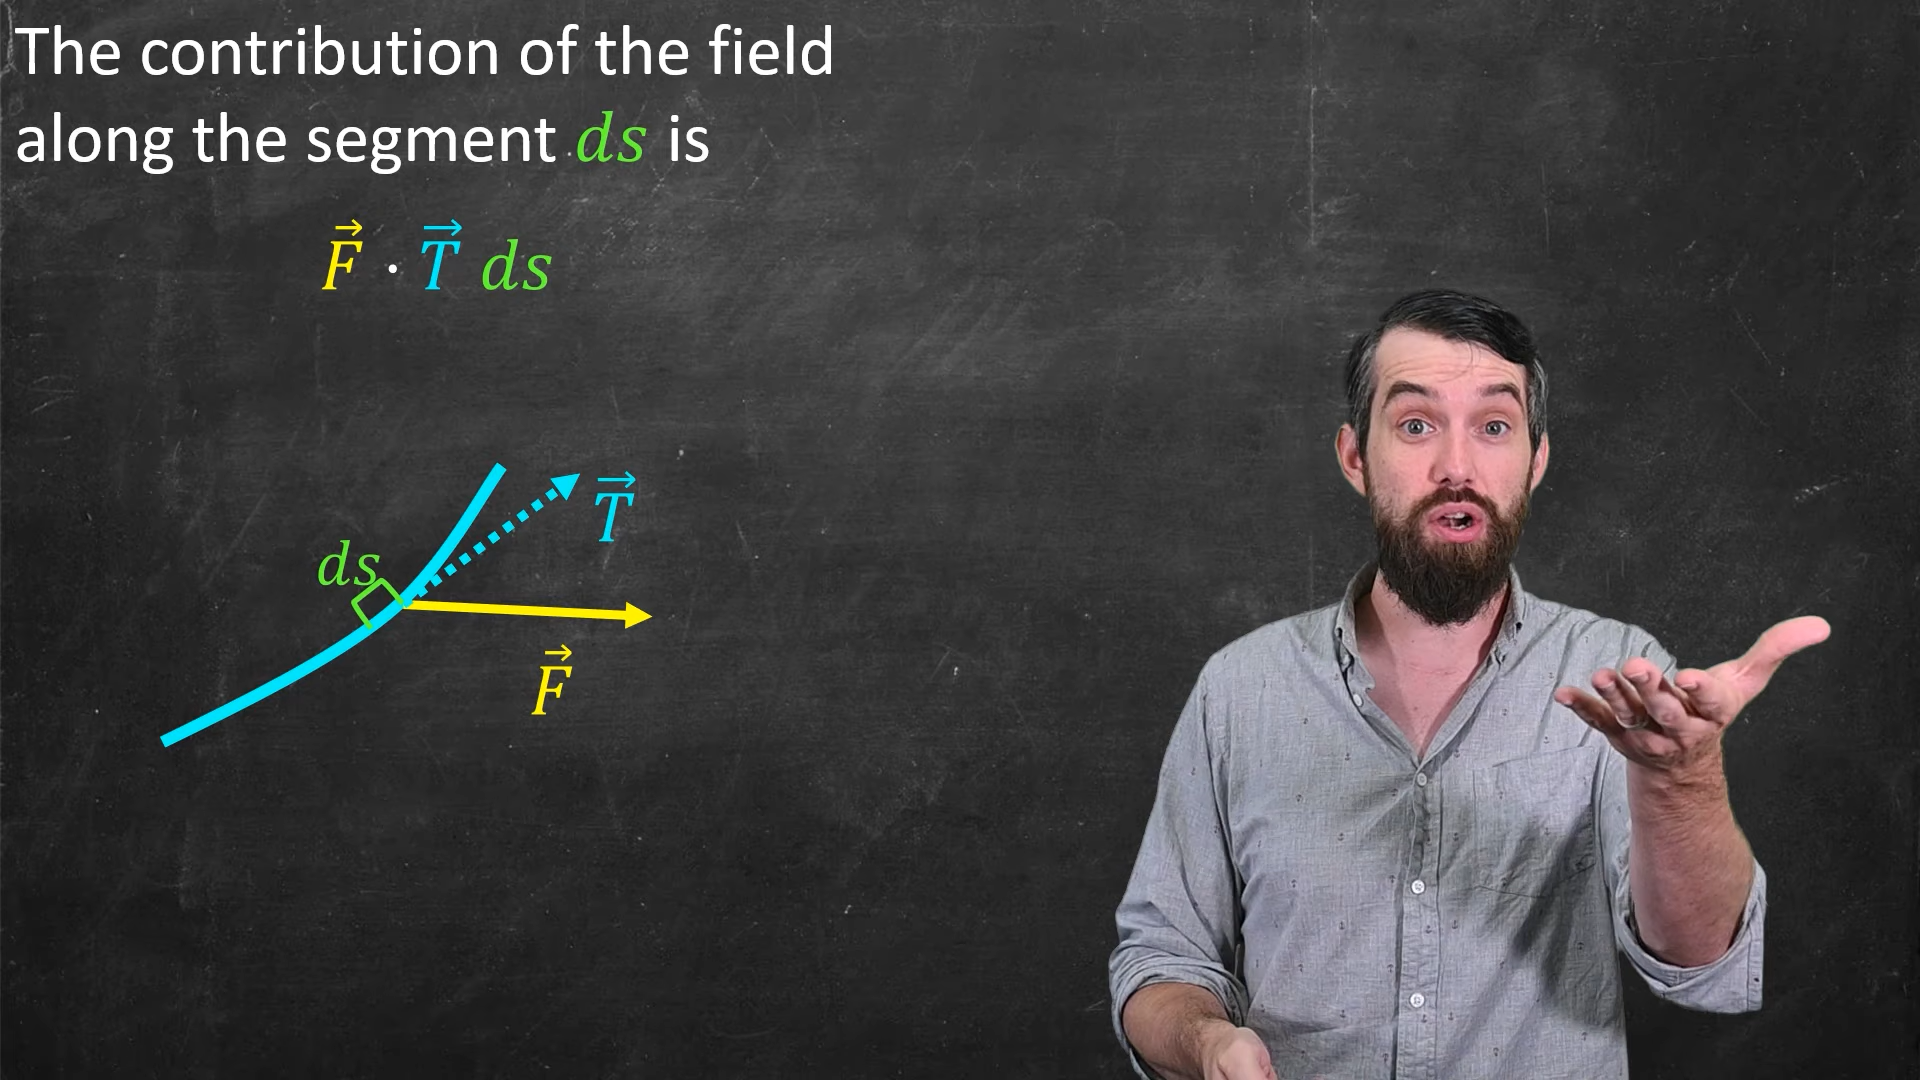 The contribution of the field
along the segment ds is
F⃗ · T⃗ ds
T⃗
ds
F⃗